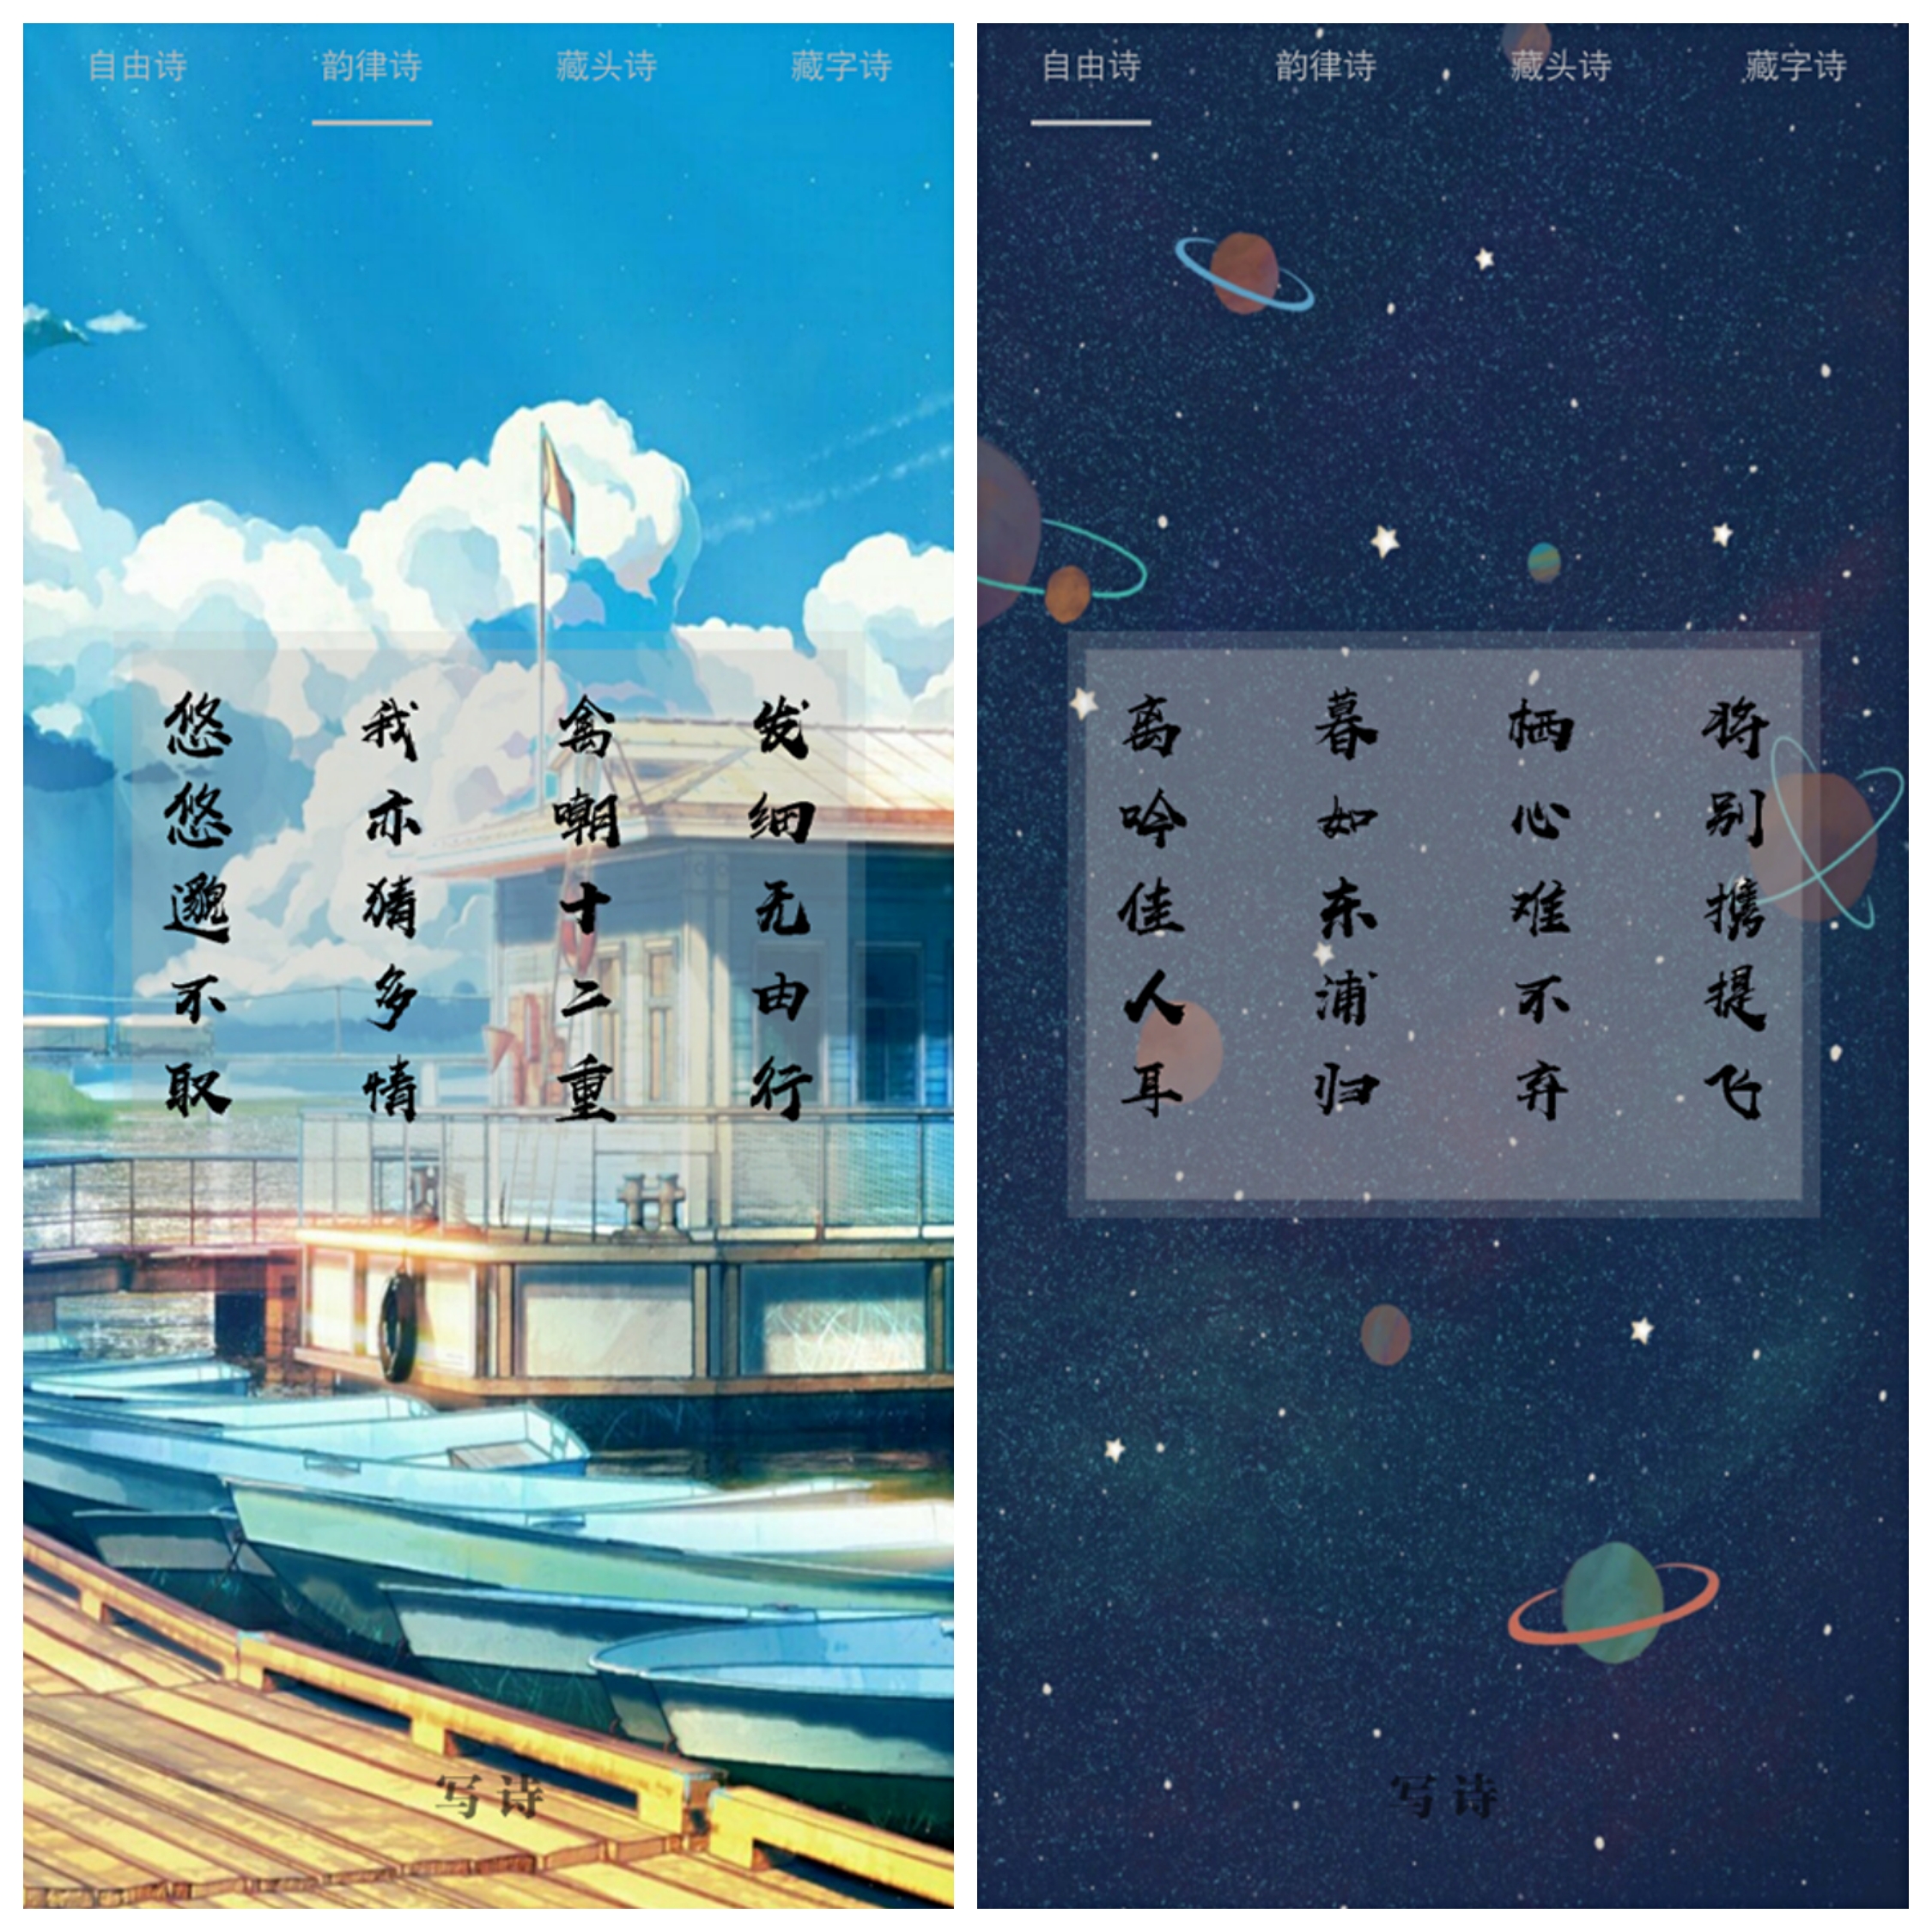 自由诗
韵律诗
藏头诗
藏字诗
悠悠邈不取
我亦猜多情
禽嘲十二重
发细无由行
写诗
自由诗
韵律诗
藏头诗
藏字诗
离吟佳人耳
暮如东浦归
栖心难不弃
将别携提飞
写诗